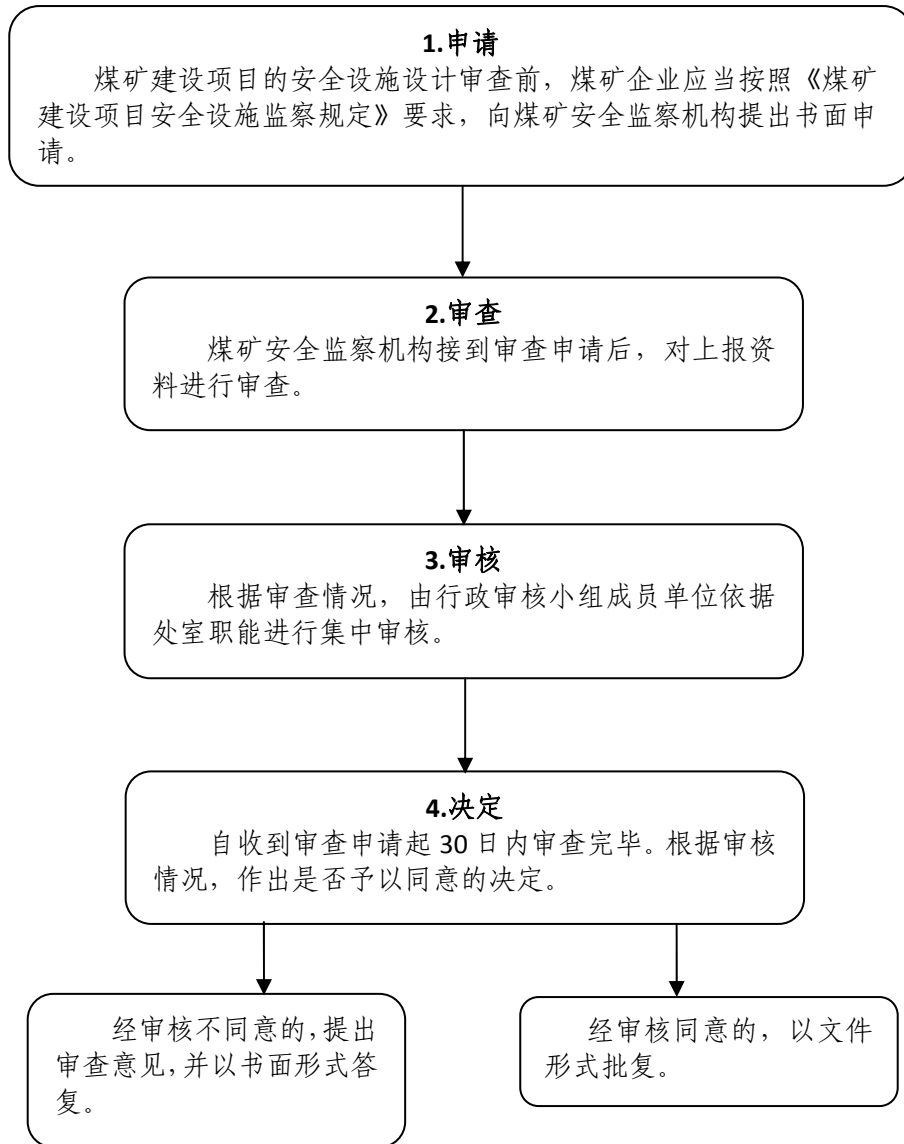 1.申请
煤矿建设项目的安全设施设计审查前，煤矿企业应当按照《煤矿
建设项目安全设施监察规定》要求，向煤矿安全监察机构提出书面申
请。
2.审查
煤矿安全监察机构接到审查申请后，对上报资
料进行审查。
3.审核
根据审查情况，由行政审核小组成员单位依据
处室职能进行集中审核。
4.决定
自收到审查申请起 30 日内审查完毕。根据审核
情况，作出是否予以同意的决定。
经审核不同意的，提出
审查意见，并以书面形式答
复。
经审核同意的，以文件
形式批复。